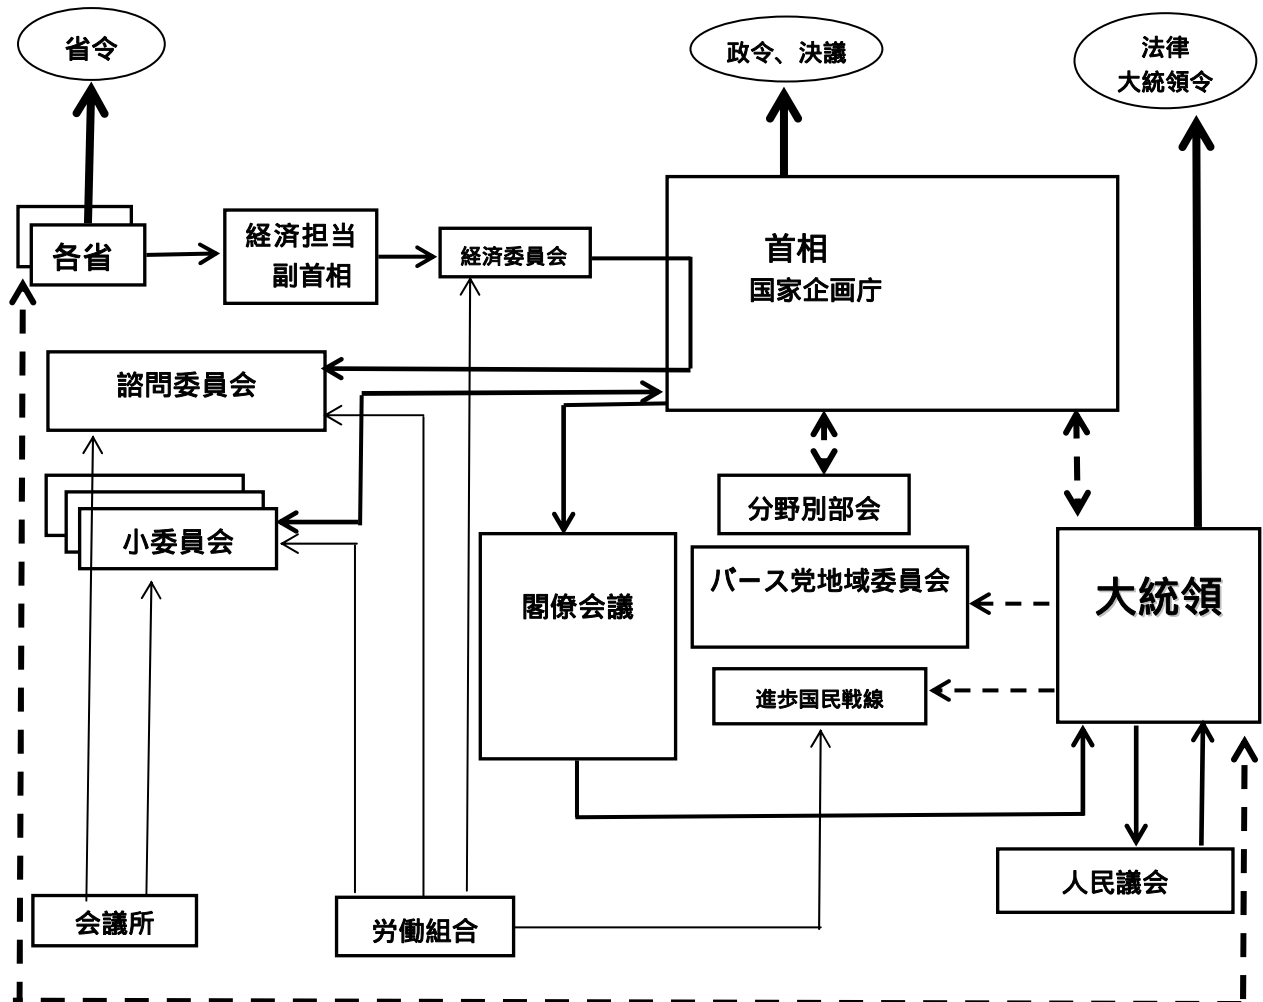 省令
政令、決議
法律
大統領令
各省
経済担当
副首相
経済委員会
首相
国家企画庁
諮問委員会
小委員会
分野別部会
バース党地域委員会
閣僚会議
大統領
進歩国民戦線
人民議会
会議所
労働組合